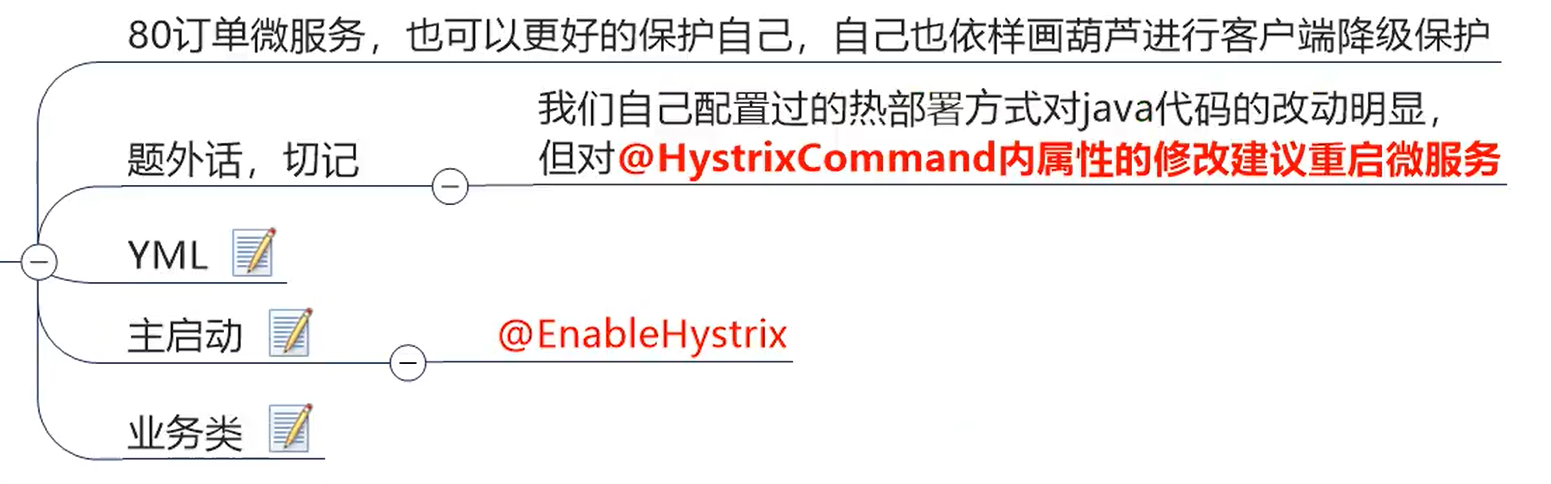 80订单微服务，也可以更好的保护自己，自己也依样画葫芦进行客户端降级保护
我们自己配置过的热部署方式对java代码的改动明显，
但对@HystrixCommand内属性的修改建议重启微服务
题外话，切记
YML
主启动
@EnableHystrix
业务类